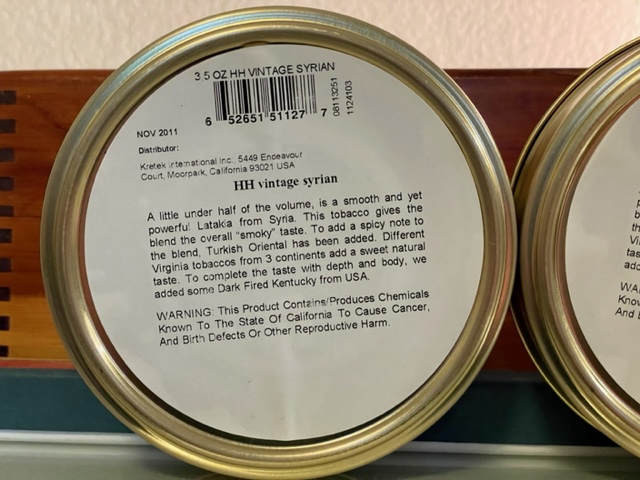 3.5 OZ HH VINTAGE SYRIAN
6 52651 51127 7
08113251
1124103
NOV 2011
Distributor:
Kretek International Inc., 5449 Endeavour
Court, Moorpark, California 93021 USA
HH vintage syrian
A little under half of the volume, is a smooth and yet
powerful Latakia from Syria. This tobacco gives the
blend the overall "smoky" taste. To add a spicy note to
the blend, Turkish Oriental has been added. Different
Virginia tobaccos from 3 continents add a sweet natural
taste. To complete the taste with depth and body, we
added some Dark Fired Kentucky from USA.
WARNING: This Product Contains/Produces Chemicals
Known To The State Of California To Cause Cancer,
And Birth Defects Or Other Reproductive Harm.